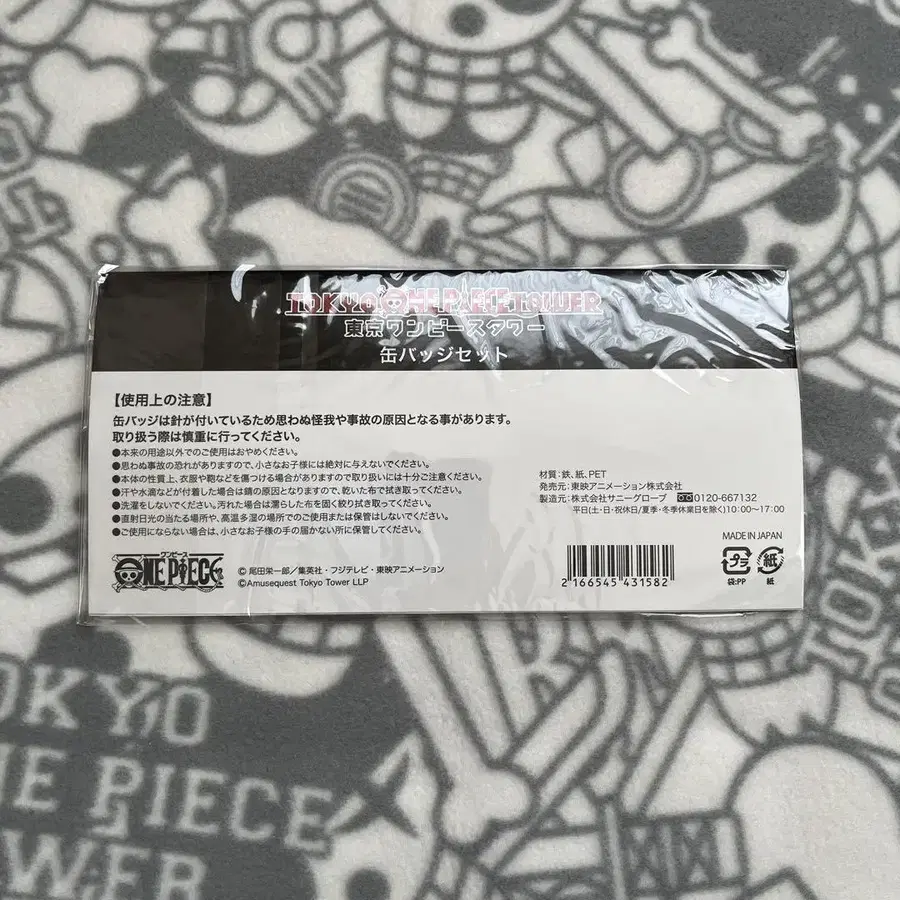 TOKYO ONE PIECE TOWER
東京ワンピースタワー
缶バッジセット
【使用上の注意】
缶バッジは針が付いているため思わぬ怪我や事故の原因となる事があります。
取り扱う際は慎重に行ってください。
●本来の用途以外でのご使用はおやめください。
●思わぬ事故の恐れがありますので、小さなお子様には絶対に与えないでください。
●本体の性質上、衣服や鞄などを傷つける場合がありますので取り扱いには十分ご注意ください。
●汗や水滴などが付着した場合は錆の原因となりますので、乾いた布で拭き取ってください。
●洗濯をしないでください。汚れた場合は濡らした布を固く絞り拭き取ってください。
●直射日光の当たる場所や、高温多湿の場所でのご使用または保管はしないでください。
●ご使用にならない場合は、小さなお子様の手の届かない所に保管してください。
材質:鉄、紙、PET
発売元:東映アニメーション株式会社
製造元:株式会社サニーグローブ 0120-667132
平日(土・日・祝休日/夏季・冬季休業日を除く)10:00〜17:00
MADE IN JAPAN
プラ 紙
袋:PP 紙
2 166545 431582
ワンピース
ONE PIECE
© 尾田栄一郎/集英社・フジテレビ・東映アニメーション
©Amusequest Tokyo Tower LLP
TOKYO
ONE PIECE
TOWER
TOKYO